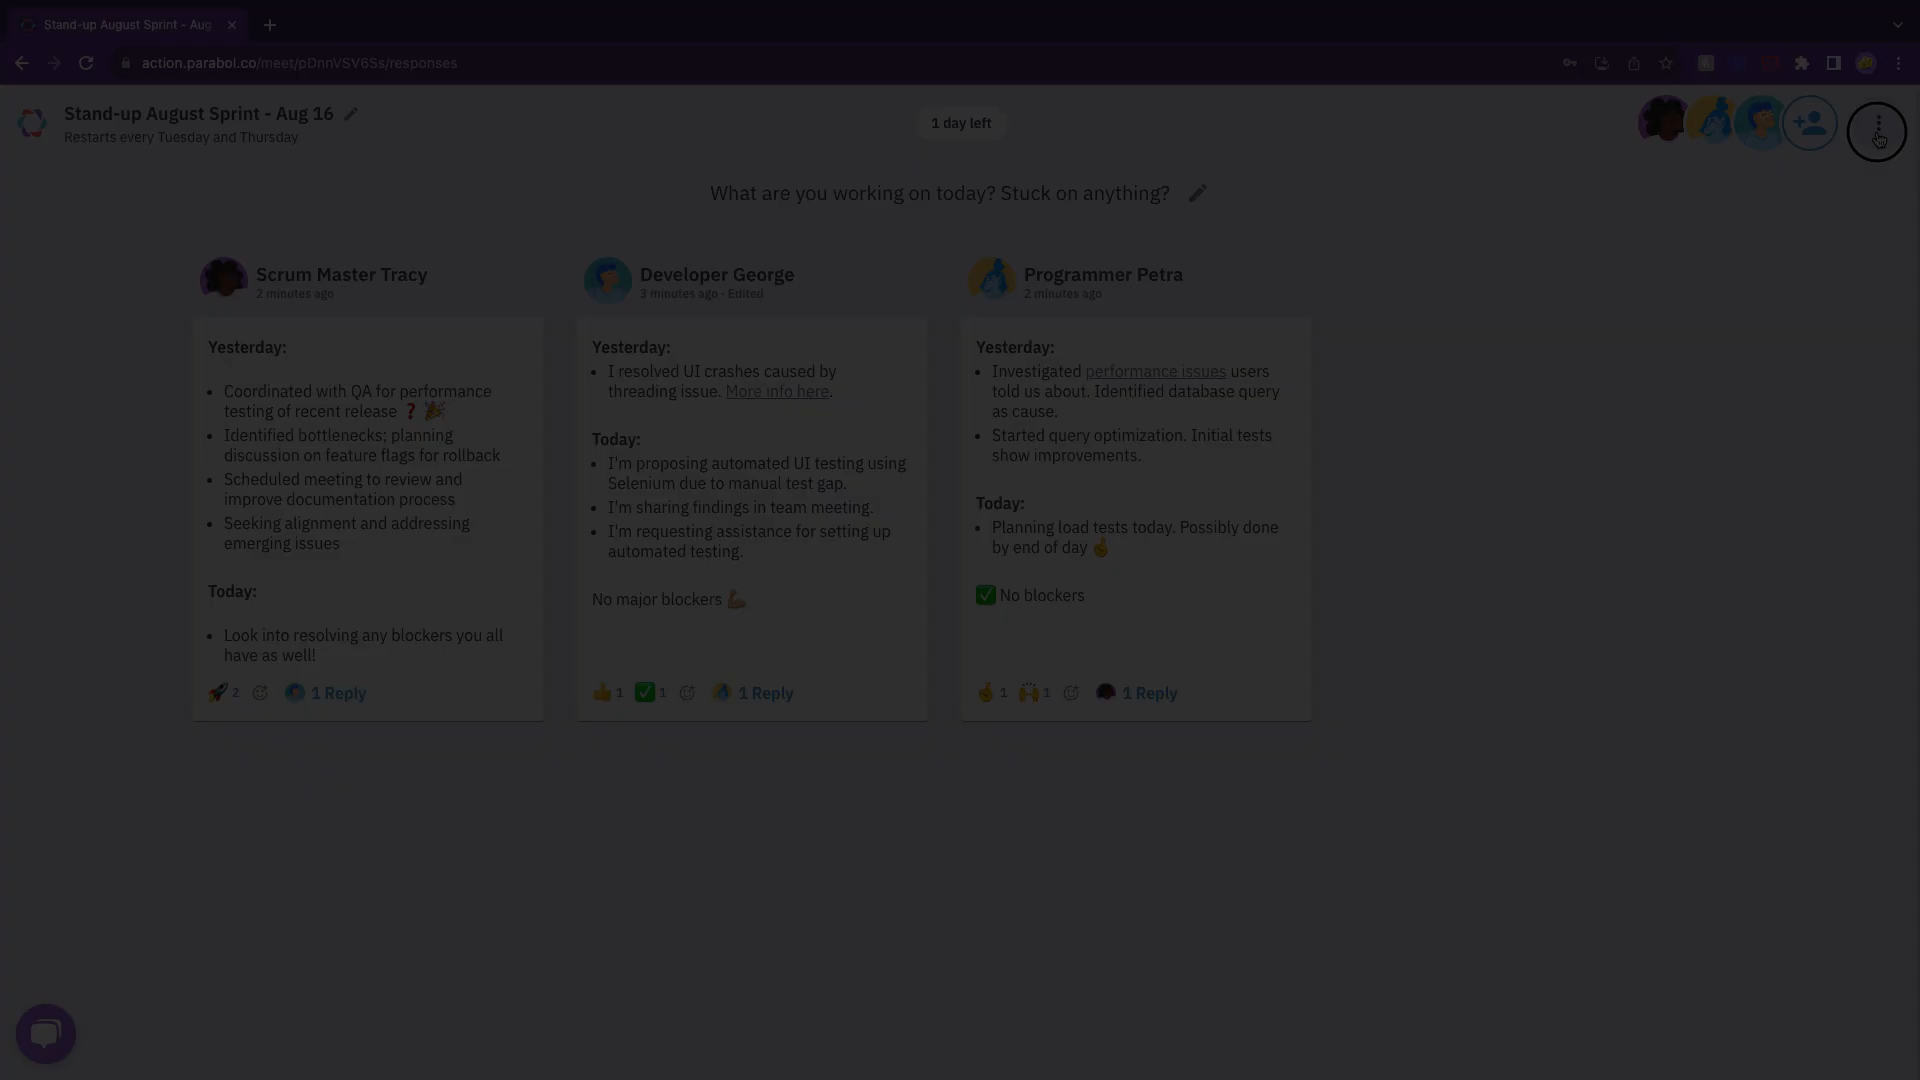 Stand-up August Sprint - Aug
action.parabol.co/meet/pDnnVSV6Ss/responses
Stand-up August Sprint - Aug 16
Restarts every Tuesday and Thursday
1 day left
What are you working on today? Stuck on anything?
Scrum Master Tracy
2 minutes ago
Yesterday:
• Coordinated with QA for performance
testing of recent release ❓ 🎉
• Identified bottlenecks; planning
discussion on feature flags for rollback
• Scheduled meeting to review and
improve documentation process
• Seeking alignment and addressing
emerging issues
Today:
• Look into resolving any blockers you all
have as well!
🚀 2 1 Reply
Developer George
3 minutes ago · Edited
Yesterday:
• I resolved UI crashes caused by
threading issue. More info here.
Today:
• I'm proposing automated UI testing using
Selenium due to manual test gap.
• I'm sharing findings in team meeting.
• I'm requesting assistance for setting up
automated testing.
No major blockers 💪🏼
👍 1 ✅ 1 1 Reply
Programmer Petra
2 minutes ago
Yesterday:
• Investigated performance issues users
told us about. Identified database query
as cause.
• Started query optimization. Initial tests
show improvements.
Today:
• Planning load tests today. Possibly done
by end of day 🤞
✅ No blockers
🤞 1 🙌 1 1 Reply